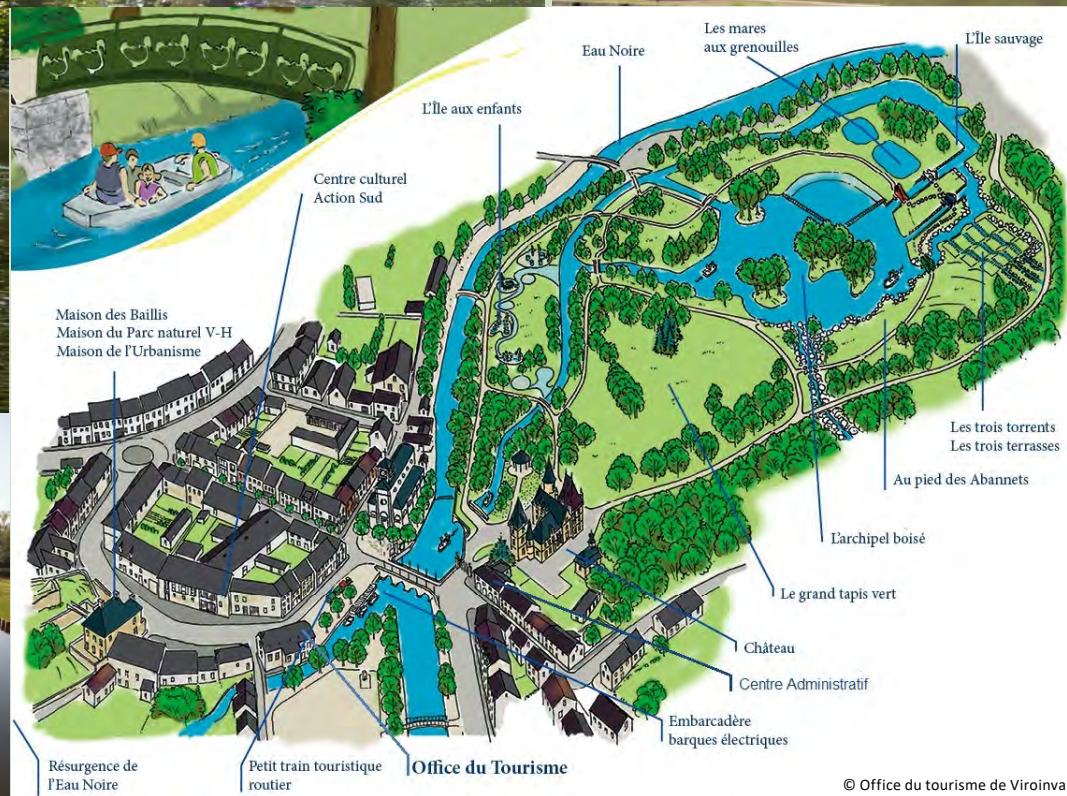 Les mares
aux grenouilles
L'Île sauvage
Eau Noire
L'Île aux enfants
Centre culturel
Action Sud
Maison des Baillis
Maison du Parc naturel V-H
Maison de l'Urbanisme
Les trois torrents
Les trois terrasses
Au pied des Abannets
L'archipel boisé
Le grand tapis vert
Château
Centre Administratif
Embarcadère
barques électriques
Résurgence de
l'Eau Noire
Petit train touristique
routier
Office du Tourisme
© Office du tourisme de Viroinva